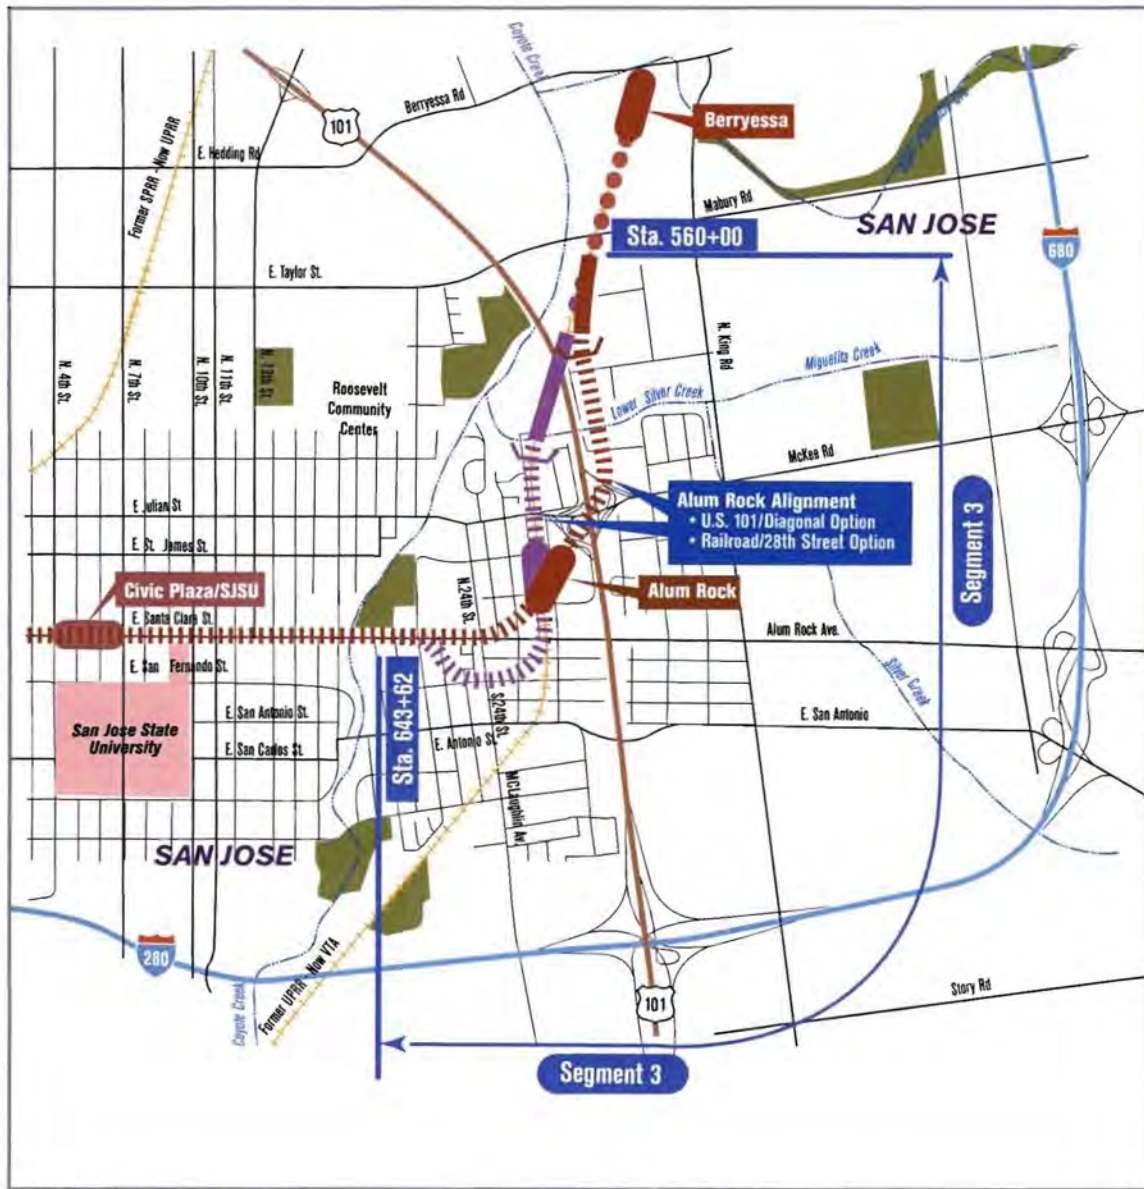 Coyote Creek
Berryessa Rd
101
Berryessa
E. Hedding Rd
Former SPRR - Now UPRR
Mabury Rd
SAN JOSE
Sta. 560+00
680
E. Taylor St.
N. King Rd
Miguelita Creek
Lower Silver Creek
N. 4th St.
N. 7th St.
N. 10th St.
N. 11th St.
N. 13th St.
Roosevelt
Community
Center
McKee Rd
Alum Rock Alignment
• U.S. 101/Diagonal Option
• Railroad/28th Street Option
Segment 3
E Julian St
E. St. James St.
Civic Plaza/SJSU
N.24th St.
Alum Rock
E. Santa Clara St.
Alum Rock Ave.
E. San Fernando St.
Sta. 643+62
Silver Creek
S.24th St.
E. San Antonio St.
E. San Antonio
San Jose State
University
E. San Carlos St.
E. Antonio St.
McLaughlin Av.
SAN JOSE
280
Former UPRR - Now VTA
Coyote Creek
101
Story Rd
Segment 3